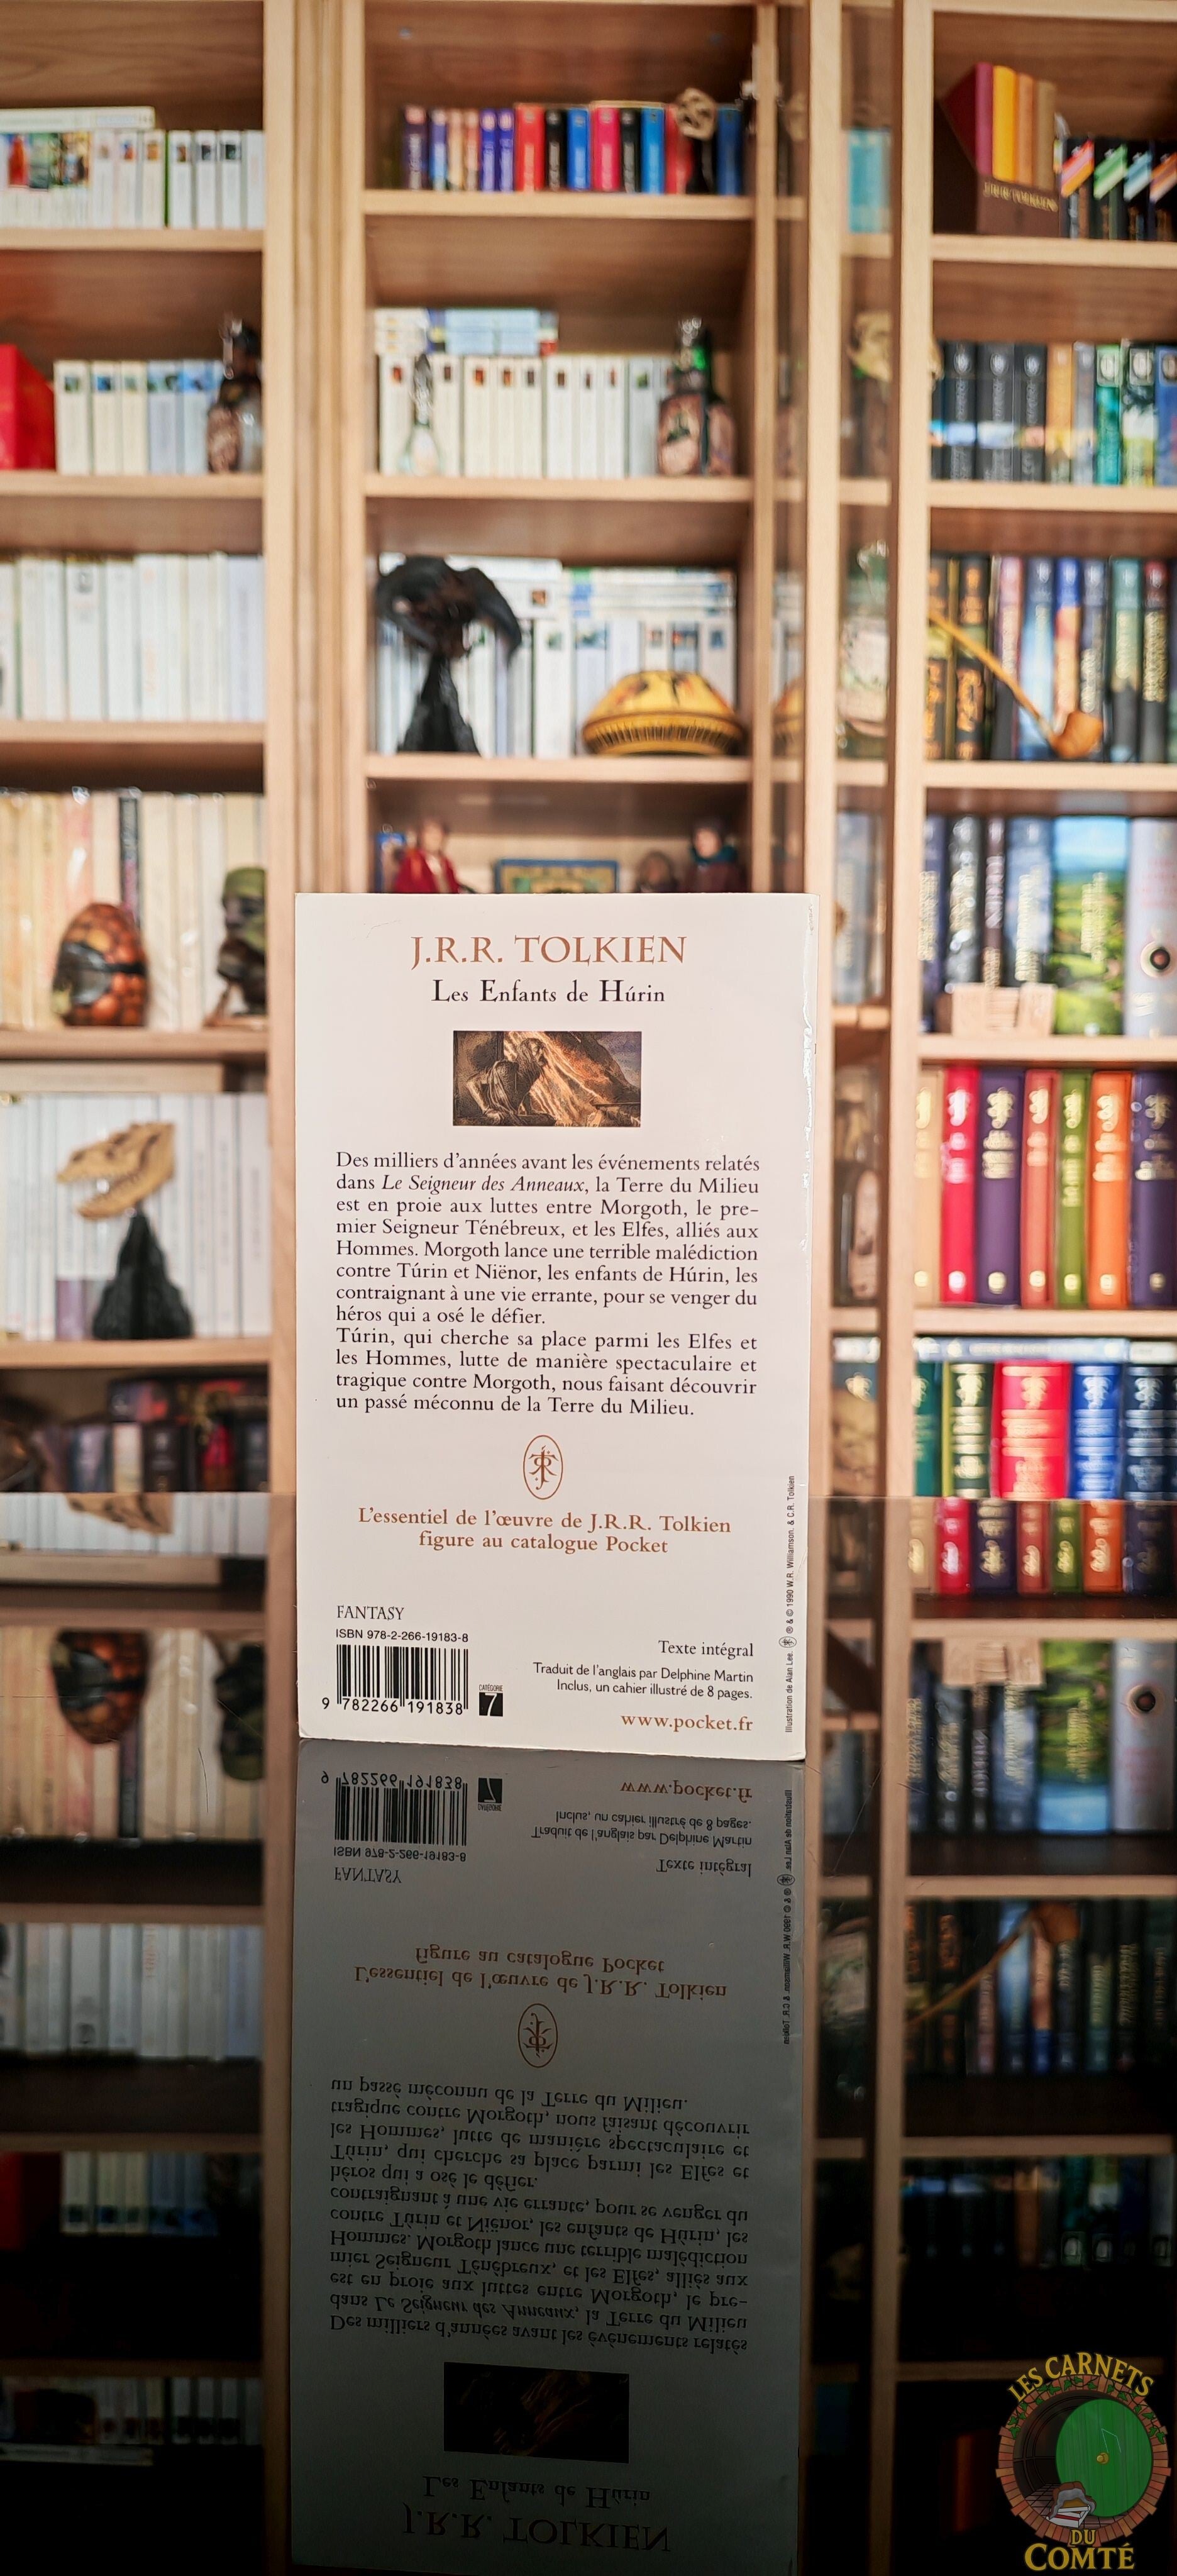 J.R.R. TOLKIEN
J.R.R. TOLKIEN
Les Enfants de Húrin
Des milliers d'années avant les événements relatés
dans Le Seigneur des Anneaux, la Terre du Milieu
est en proie aux luttes entre Morgoth, le pre-
mier Seigneur Ténébreux, et les Elfes, alliés aux
Hommes. Morgoth lance une terrible malédiction
contre Túrin et Niënor, les enfants de Húrin, les
contraignant à une vie errante, pour se venger du
héros qui a osé le défier.
Túrin, qui cherche sa place parmi les Elfes et
les Hommes, lutte de manière spectaculaire et
tragique contre Morgoth, nous faisant découvrir
un passé méconnu de la Terre du Milieu.
L'essentiel de l'œuvre de J.R.R. Tolkien
figure au catalogue Pocket
FANTASY
ISBN 978-2-266-19183-8
9 782266 191838
CATÉGORIE
7
Texte intégral
Traduit de l'anglais par Delphine Martin
Inclus, un cahier illustré de 8 pages.
www.pocket.fr
Illustration de Alan Lee. ® & © 1990 W.R. Williamson. & C.R. Tolkien
LES CARNETS
DU
COMTÉ